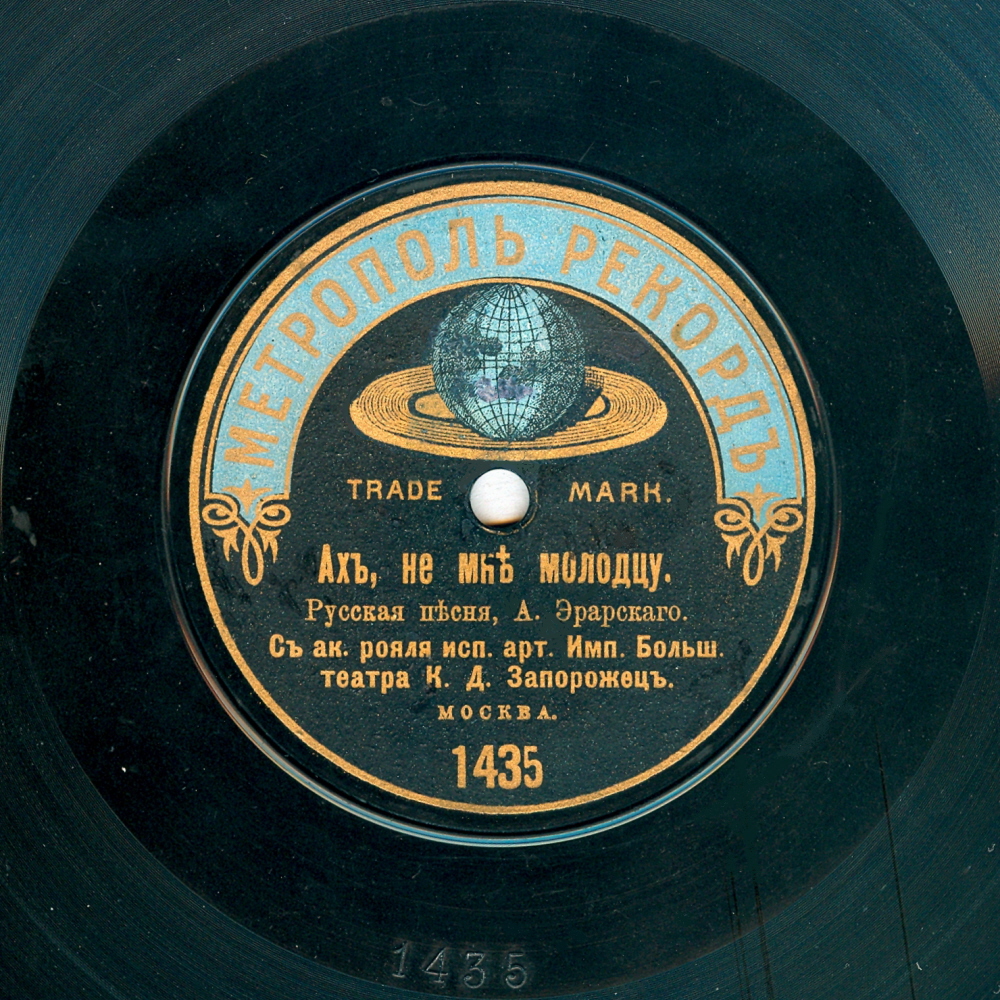 МЕТРОПОЛЬ РЕКОРДЪ
TRADE MARK.
Ахъ, не мнѣ молодцу.
Русская пѣсня, А. Эрарскаго.
Съ ак. рояля исп. арт. Имп. Больш.
театра К. Д. Запорожецъ.
МОСКВА.
1435
1435